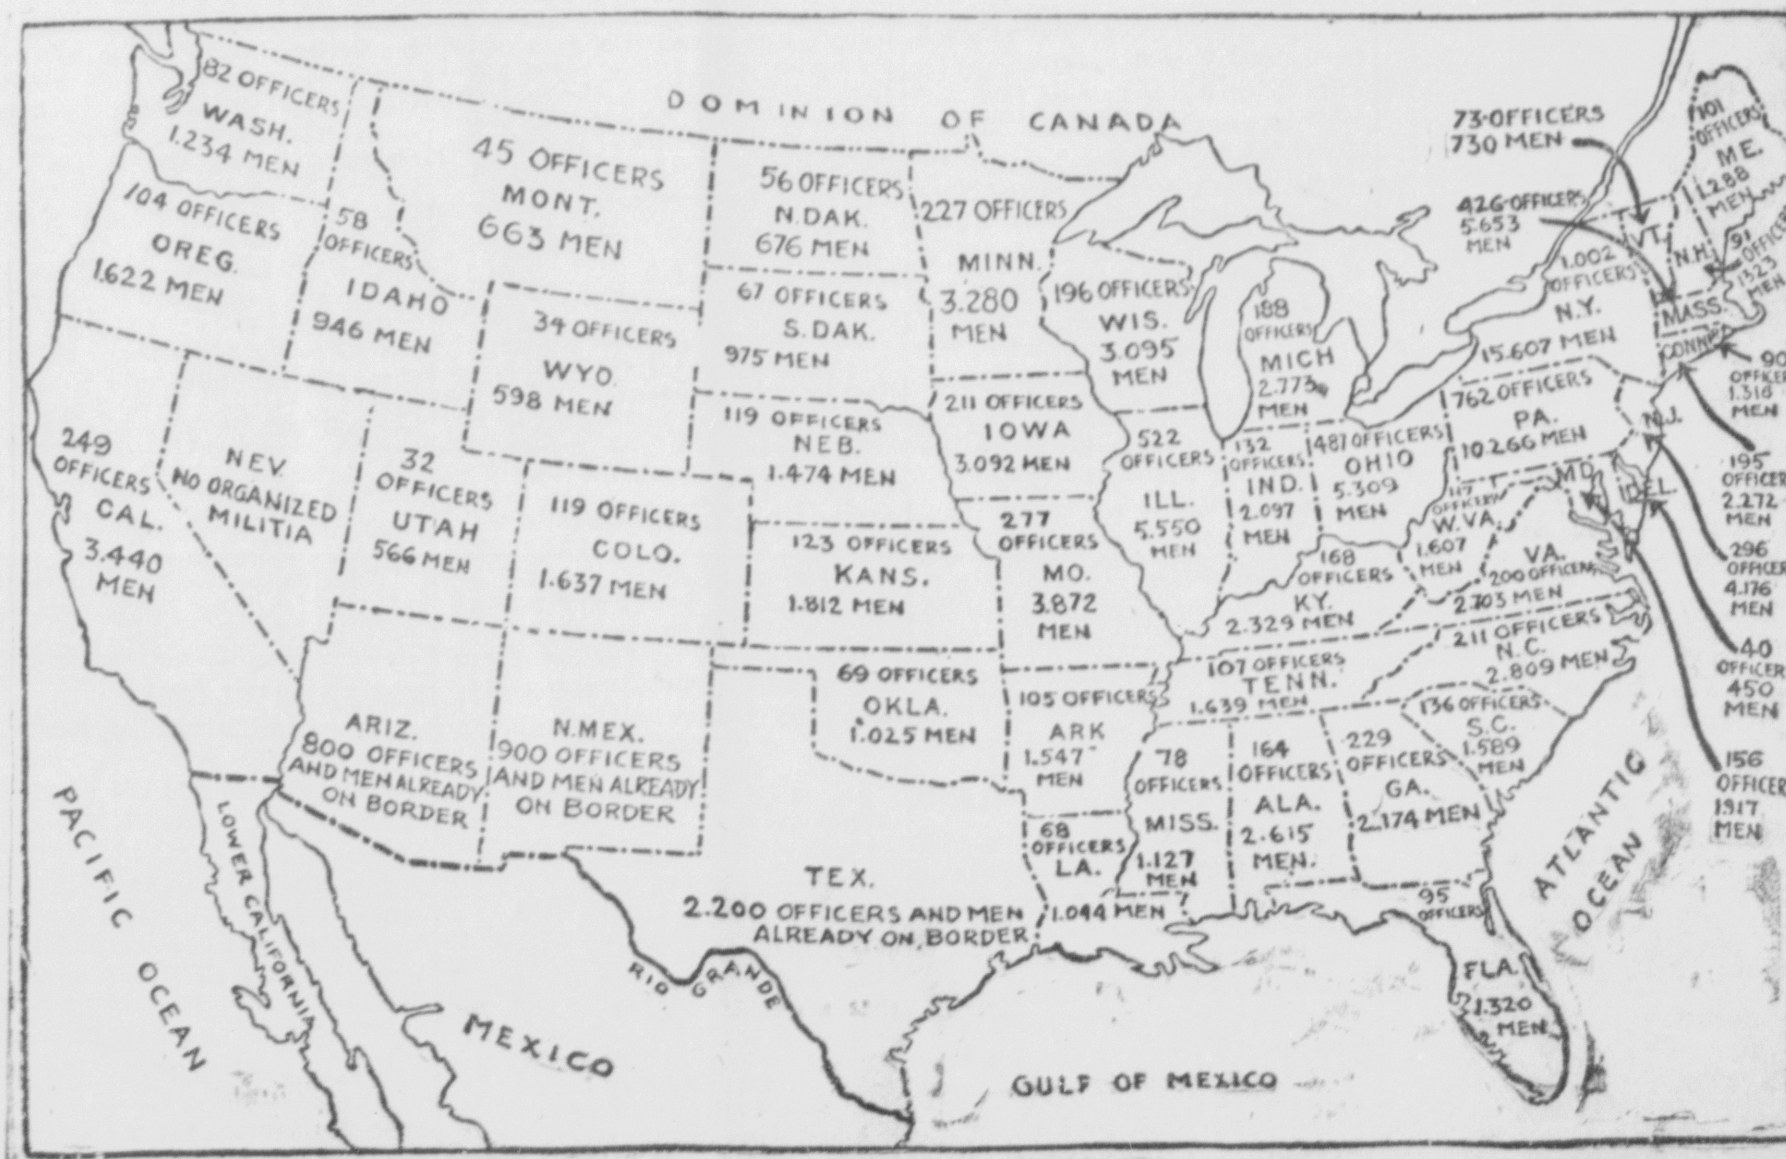 DOMINION OF CANADA
82 OFFICERS
WASH.
1.234 MEN
104 OFFICERS
OREG.
1.622 MEN
58
OFFICERS
IDAHO
946 MEN
45 OFFICERS
MONT.
663 MEN
34 OFFICERS
WYO.
598 MEN
56 OFFICERS
N.DAK.
676 MEN
67 OFFICERS
S.DAK.
975 MEN
119 OFFICERS
NEB.
1.474 MEN
227 OFFICERS
MINN.
3.280
MEN
211 OFFICERS
IOWA
3.092 MEN
196 OFFICERS
WIS.
3.095
MEN
188
OFFICERS
MICH
2.773
MEN
73 OFFICERS
730 MEN
426 OFFICERS
5.653
MEN
101
OFFICERS
ME.
1.288
MEN
VT.
N.H.
91
OFFICER
1323
MEN
1.002
OFFICERS
N.Y.
15.607 MEN
MASS.
CONN.
90
OFFICER
1.316
MEN
762 OFFICERS
PA.
10.266 MEN
N.J.
195
OFFICER
2.272
MEN
296
OFFICER
4.176
MEN
40
OFFICER
450
MEN
156
OFFICER
1.917
MEN
MD.
DEL.
249
OFFICERS
CAL.
3.440
MEN
NEV.
NO ORGANIZED
MILITIA
32
OFFICERS
UTAH
566 MEN
119 OFFICERS
COLO.
1.637 MEN
123 OFFICERS
KANS.
1.812 MEN
277
OFFICERS
MO.
3.872
MEN
522
OFFICERS
ILL.
5.550
MEN
132
OFFICERS
IND.
2.097
MEN
487 OFFICERS
OHIO
5.309
MEN
117
OFFICERS
W.VA.
1.607
MEN
VA.
200 OFFICERS
2.703 MEN
168
OFFICERS
KY.
2.329 MEN
107 OFFICERS
TENN.
1.639 MEN
211 OFFICERS
N.C.
2.809 MEN
136 OFFICERS
S.C.
1.589
MEN
ARIZ.
800 OFFICERS
AND MEN ALREADY
ON BORDER
N.MEX.
900 OFFICERS
AND MEN ALREADY
ON BORDER
69 OFFICERS
OKLA.
1.025 MEN
105 OFFICERS
ARK
1.547
MEN
78
OFFICERS
MISS.
1.127
MEN
164
OFFICERS
ALA.
2.615
MEN.
229
OFFICERS
GA.
2.174 MEN
68
OFFICERS
LA.
1.044 MEN
TEX.
2.200 OFFICERS AND MEN
ALREADY ON BORDER
95
OFFICERS
FLA.
1.320
MEN
PACIFIC OCEAN
LOWER CALIFORNIA
MEXICO
RIO GRANDE
GULF OF MEXICO
ATLANTIC
OCEAN